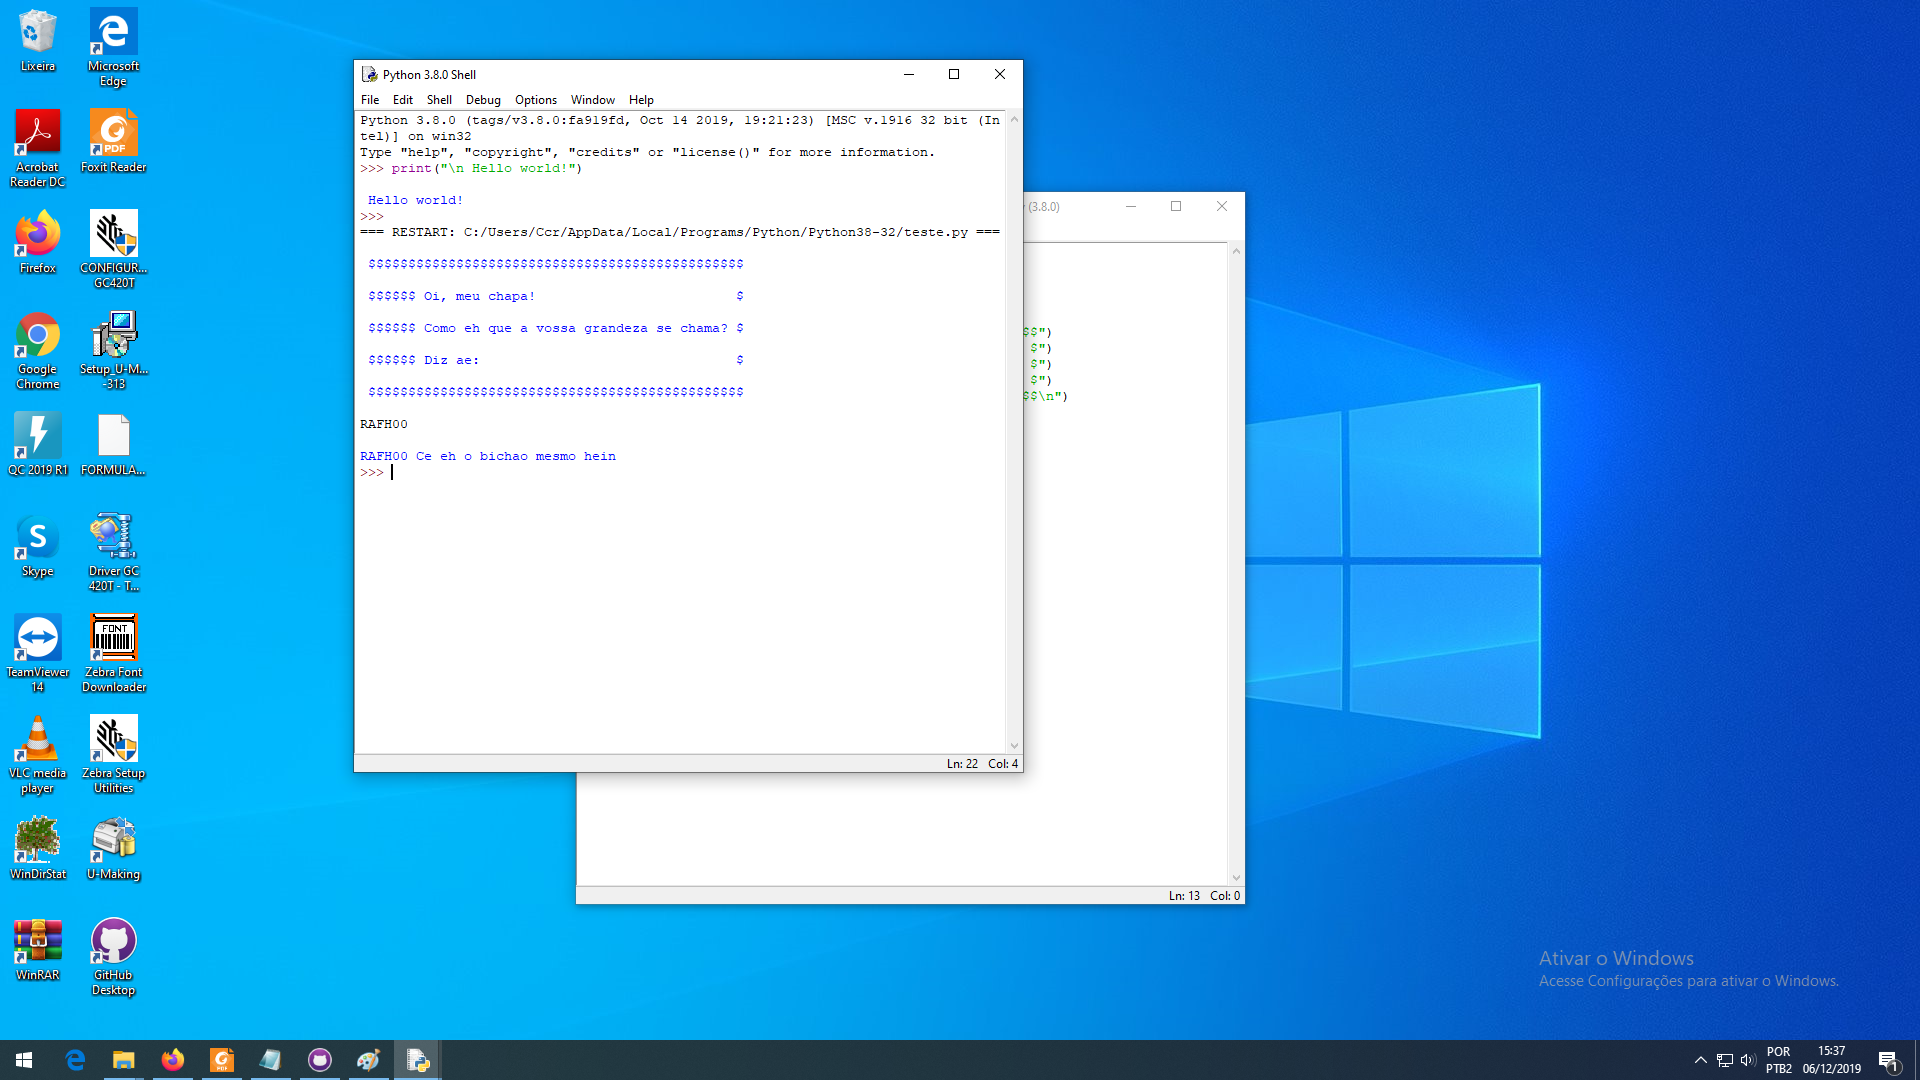 Lixeira
Microsoft
Edge
Acrobat
Reader DC
Foxit Reader
Firefox
CONFIGUR...
GC420T
Google
Chrome
Setup_U-M...
-313
QC 2019 R1
FORMULA...
Skype
Driver GC
420T - T...
TeamViewer
14
FONT
Zebra Font
Downloader
VLC media
player
Zebra Setup
Utilities
WinDirStat
U-Making
WinRAR
GitHub
Desktop
Python 3.8.0 Shell
File Edit Shell Debug Options Window Help
Python 3.8.0 (tags/v3.8.0:fa919fd, Oct 14 2019, 19:21:23) [MSC v.1916 32 bit (In
tel)] on win32
Type "help", "copyright", "credits" or "license()" for more information.
>>> print("\n Hello world!")
Hello world!
>>>
=== RESTART: C:/Users/Ccr/AppData/Local/Programs/Python/Python38-32/teste.py ===
$$$$$$$$$$$$$$$$$$$$$$$$$$$$$$$$$$$$$$$$$$$$$$$
$$$$$$ Oi, meu chapa!                         $
$$$$$$ Como eh que a vossa grandeza se chama? $
$$$$$$ Diz ae:                                $
$$$$$$$$$$$$$$$$$$$$$$$$$$$$$$$$$$$$$$$$$$$$$$$
RAFH00
RAFH00 Ce eh o bichao mesmo hein
>>>
Ln: 22 Col: 4
(3.8.0)
$$")
$")
$")
$")
$$\n")
Ln: 13 Col: 0
Ativar o Windows
Acesse Configurações para ativar o Windows.
POR
PTB2
15:37
06/12/2019
1